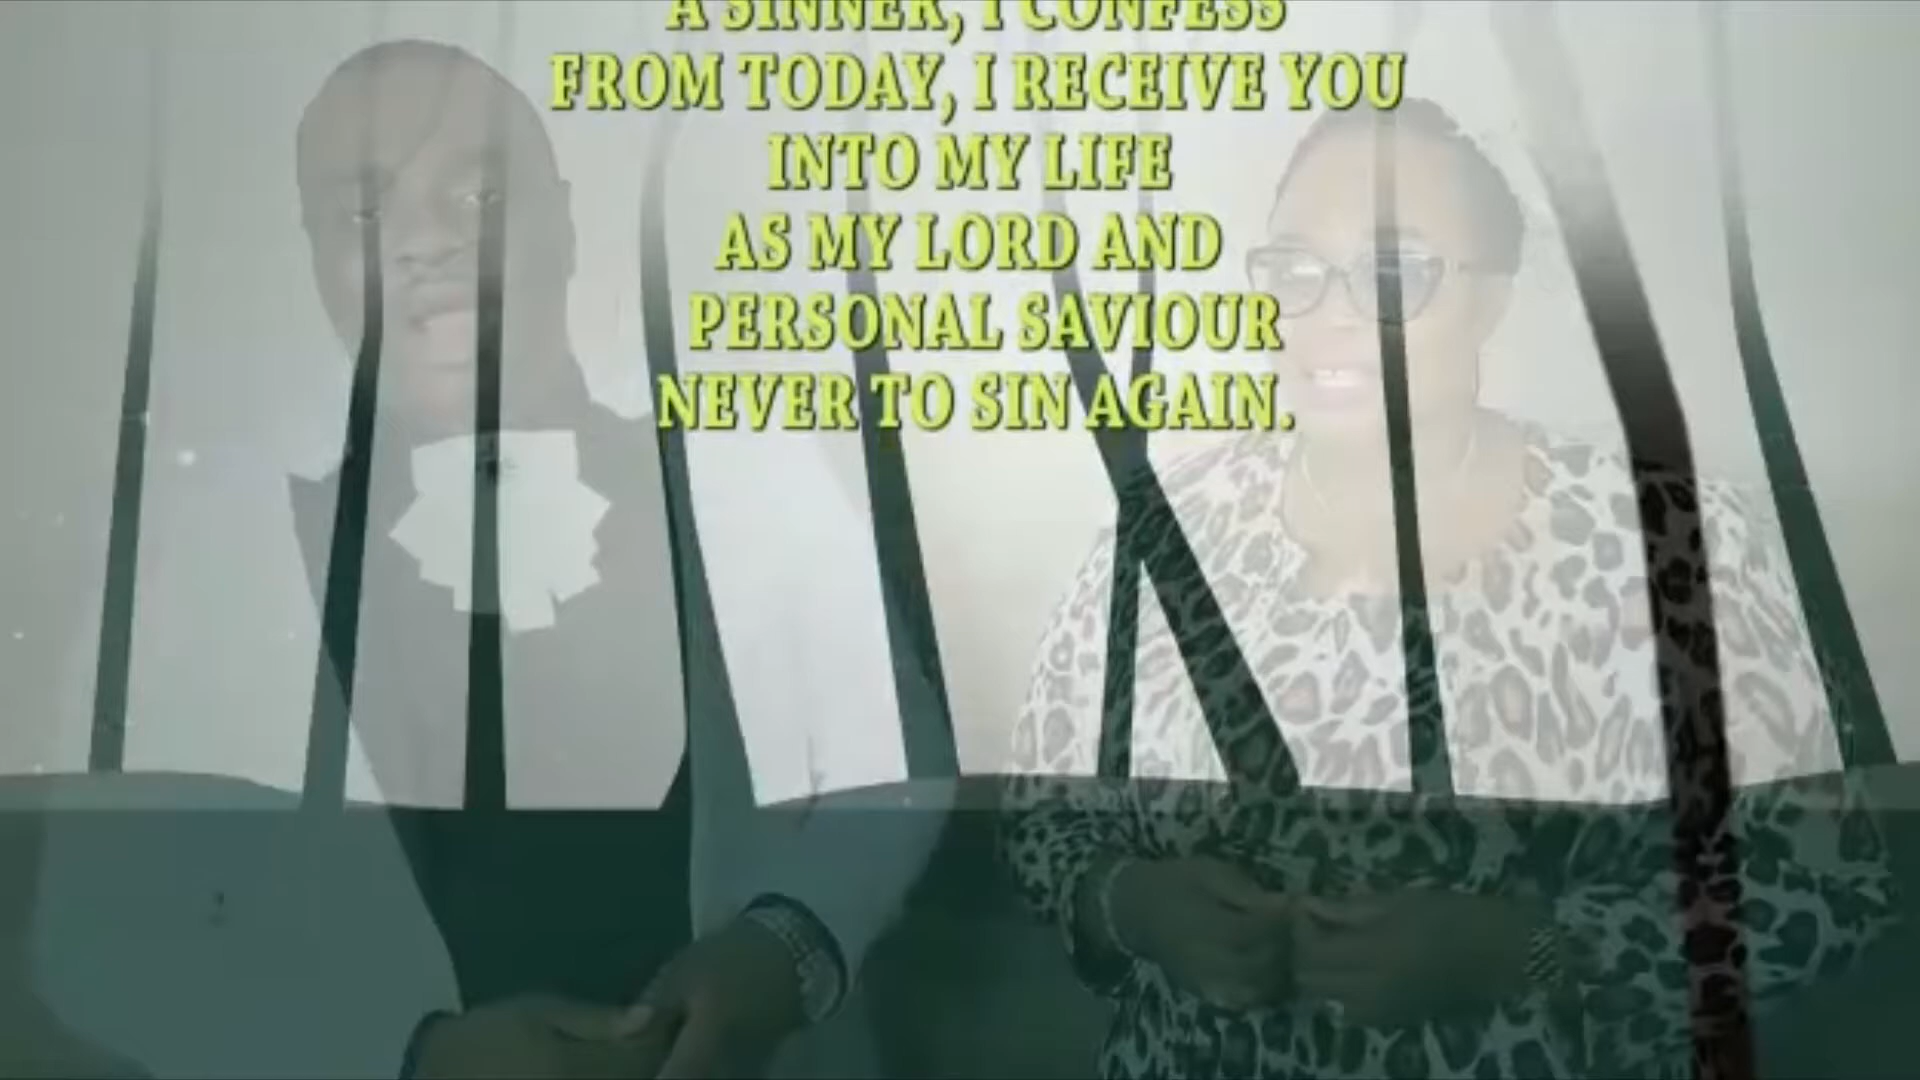 A SINNER, I CONFESS
FROM TODAY, I RECEIVE YOU
INTO MY LIFE
AS MY LORD AND
PERSONAL SAVIOUR
NEVER TO SIN AGAIN.